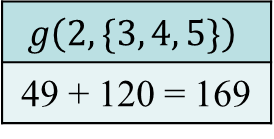 g(2,{3,4,5})
49 + 120 = 169